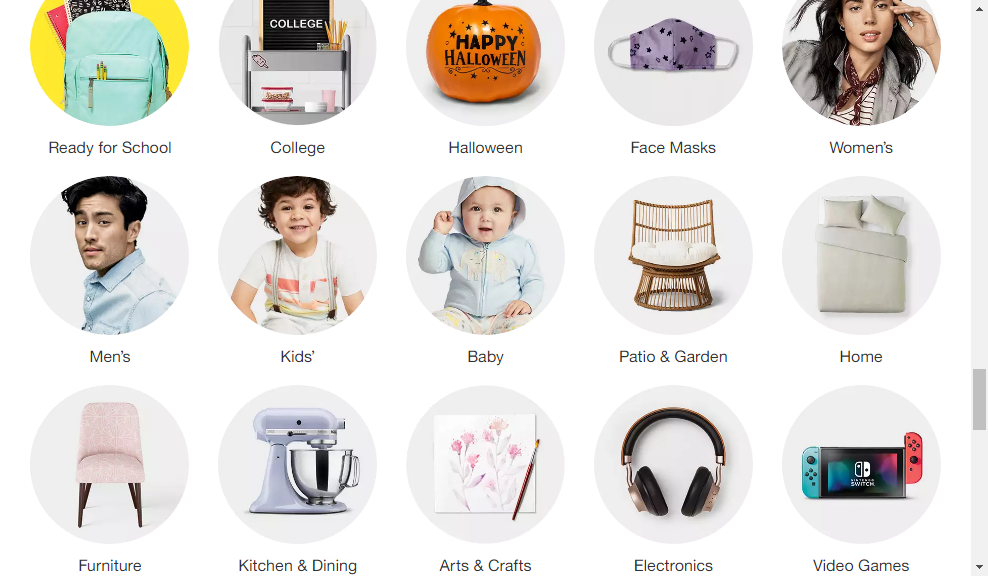 COLLEGE
HAPPY
HALLOWEEN
Ready for School
College
Halloween
Face Masks
Women's
Men's
Kids'
Baby
Patio & Garden
Home
NINTENDO
SWITCH
Furniture
Kitchen & Dining
Arts & Crafts
Electronics
Video Games